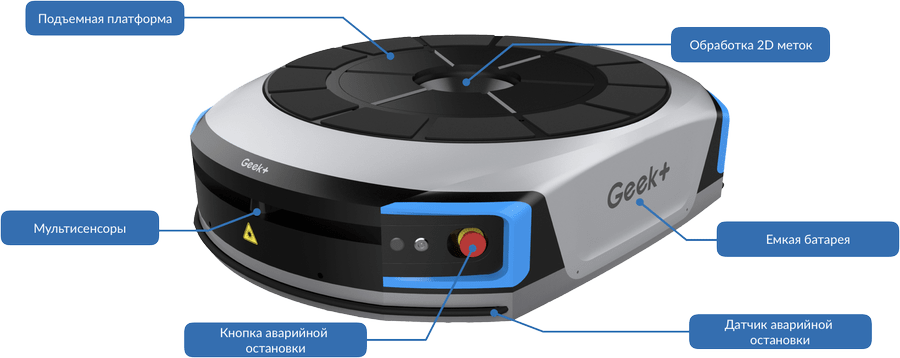 Подъемная платформа
Обработка 2D меток
Geek+
Geek+
Мультисенсоры
Емкая батарея
Кнопка аварийной
остановки
Датчик аварийной
остановки